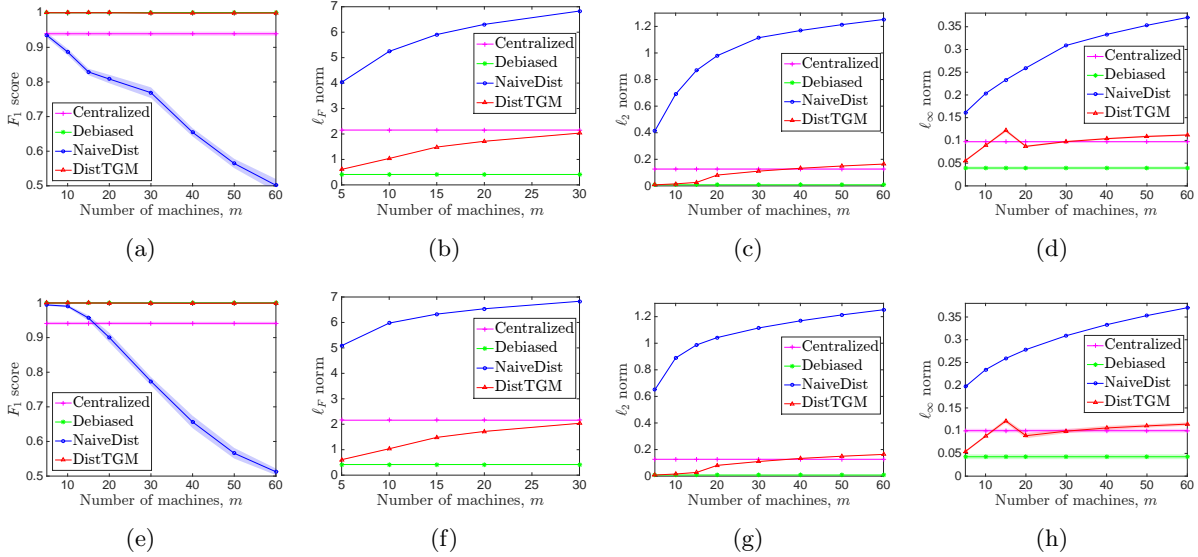 1
0.9
0.8
0.7
0.6
0.5
F1 score
Centralized
Debiased
NaiveDist
DistTGM
10 20 30 40 50 60
Number of machines, m
(a)
7
6
5
4
3
2
1
0
ℓF norm
Centralized
Debiased
NaiveDist
DistTGM
5 10 15 20 25 30
Number of machines, m
(b)
1.2
1
0.8
0.6
0.4
0.2
0
ℓ2 norm
Centralized
Debiased
NaiveDist
DistTGM
10 20 30 40 50 60
Number of machines, m
(c)
0.35
0.3
0.25
0.2
0.15
0.1
0.05
0
ℓ∞ norm
Centralized
Debiased
NaiveDist
DistTGM
10 20 30 40 50 60
Number of machines, m
(d)
1
0.9
0.8
0.7
0.6
0.5
F1 score
Centralized
Debiased
NaiveDist
DistTGM
10 20 30 40 50 60
Number of machines, m
(e)
7
6
5
4
3
2
1
0
ℓF norm
Centralized
Debiased
NaiveDist
DistTGM
5 10 15 20 25 30
Number of machines, m
(f)
1.2
1
0.8
0.6
0.4
0.2
0
ℓ2 norm
Centralized
Debiased
NaiveDist
DistTGM
10 20 30 40 50 60
Number of machines, m
(g)
0.35
0.3
0.25
0.2
0.15
0.1
0.05
0
ℓ∞ norm
Centralized
Debiased
NaiveDist
DistTGM
10 20 30 40 50 60
Number of machines, m
(h)